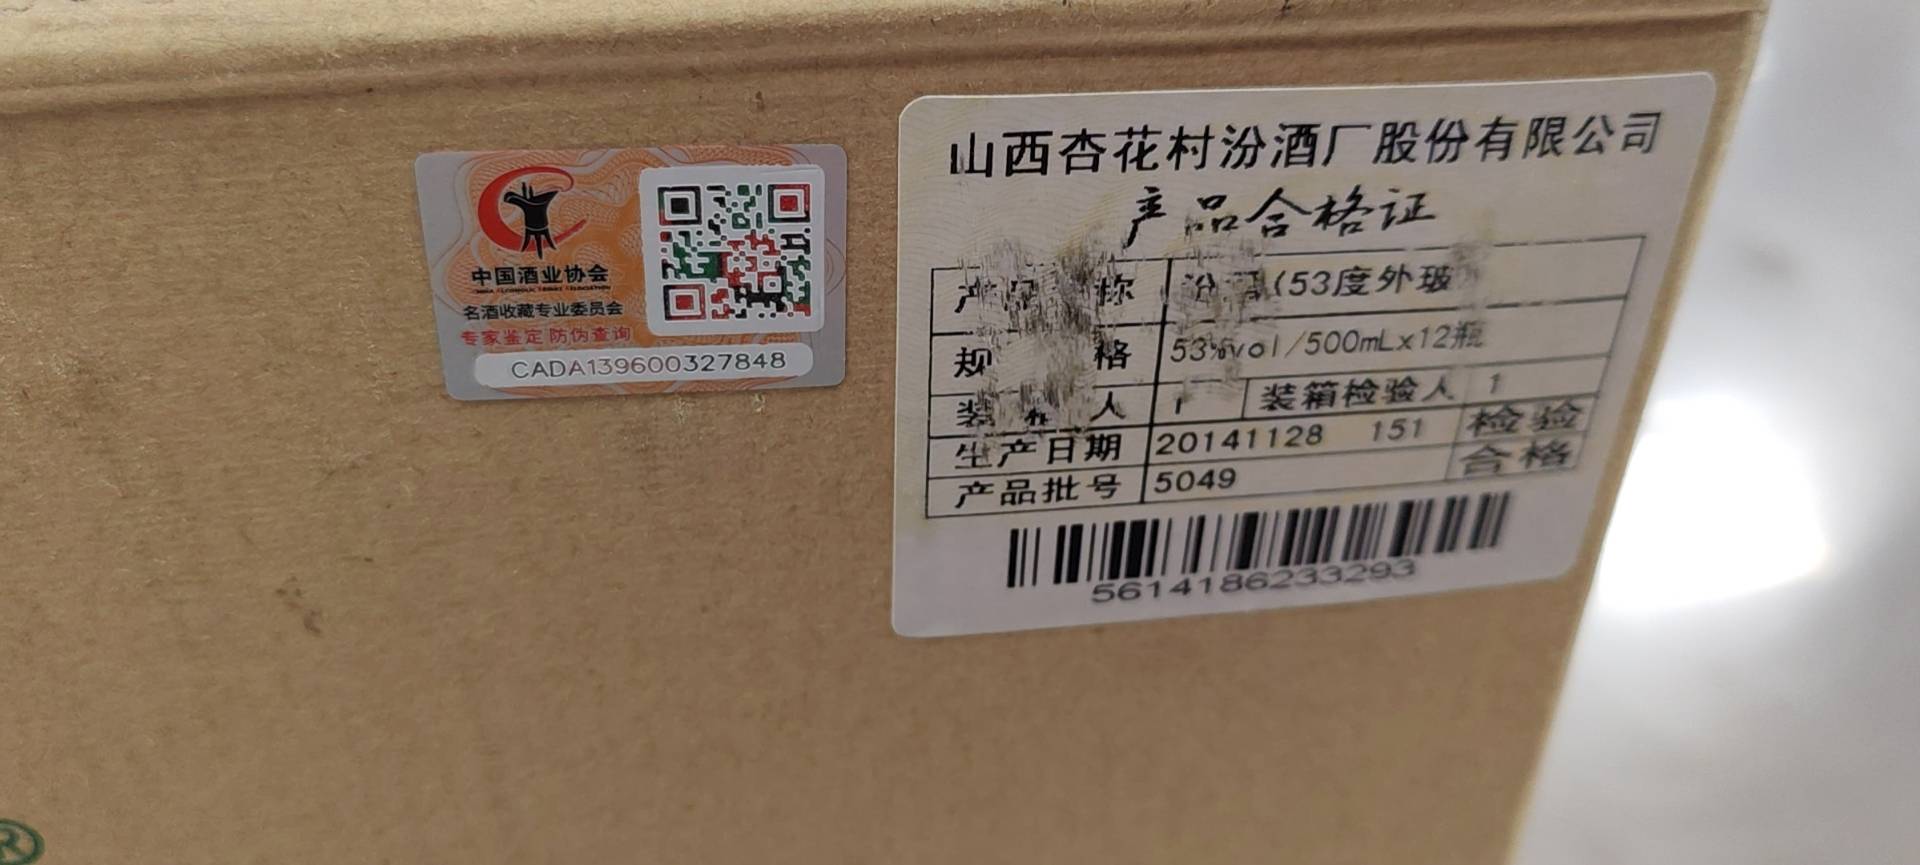 中国酒业协会
名酒收藏专业委员会
专家鉴定 防伪查询
CADA139600327848
山西杏花村汾酒厂股份有限公司
产品合格证
产品 称 汾 (53度外玻
规 格 53%vol/500mLx12瓶
装 人 1 装箱检验人 1
生产日期 20141128 151 检验
产品批号 5049 合格
5614186233293
®